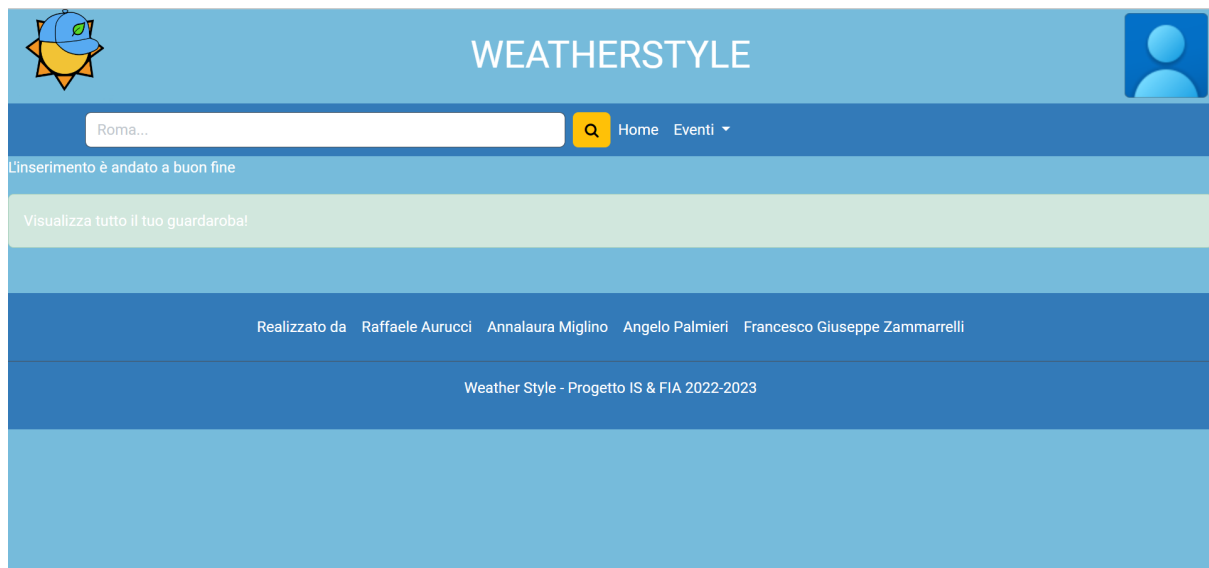 WEATHERSTYLE
Roma...
Home Eventi
L'inserimento è andato a buon fine
Visualizza tutto il tuo guardaroba!
Realizzato da Raffaele Aurucci Annalaura Miglino Angelo Palmieri Francesco Giuseppe Zammarrelli
Weather Style - Progetto IS & FIA 2022-2023